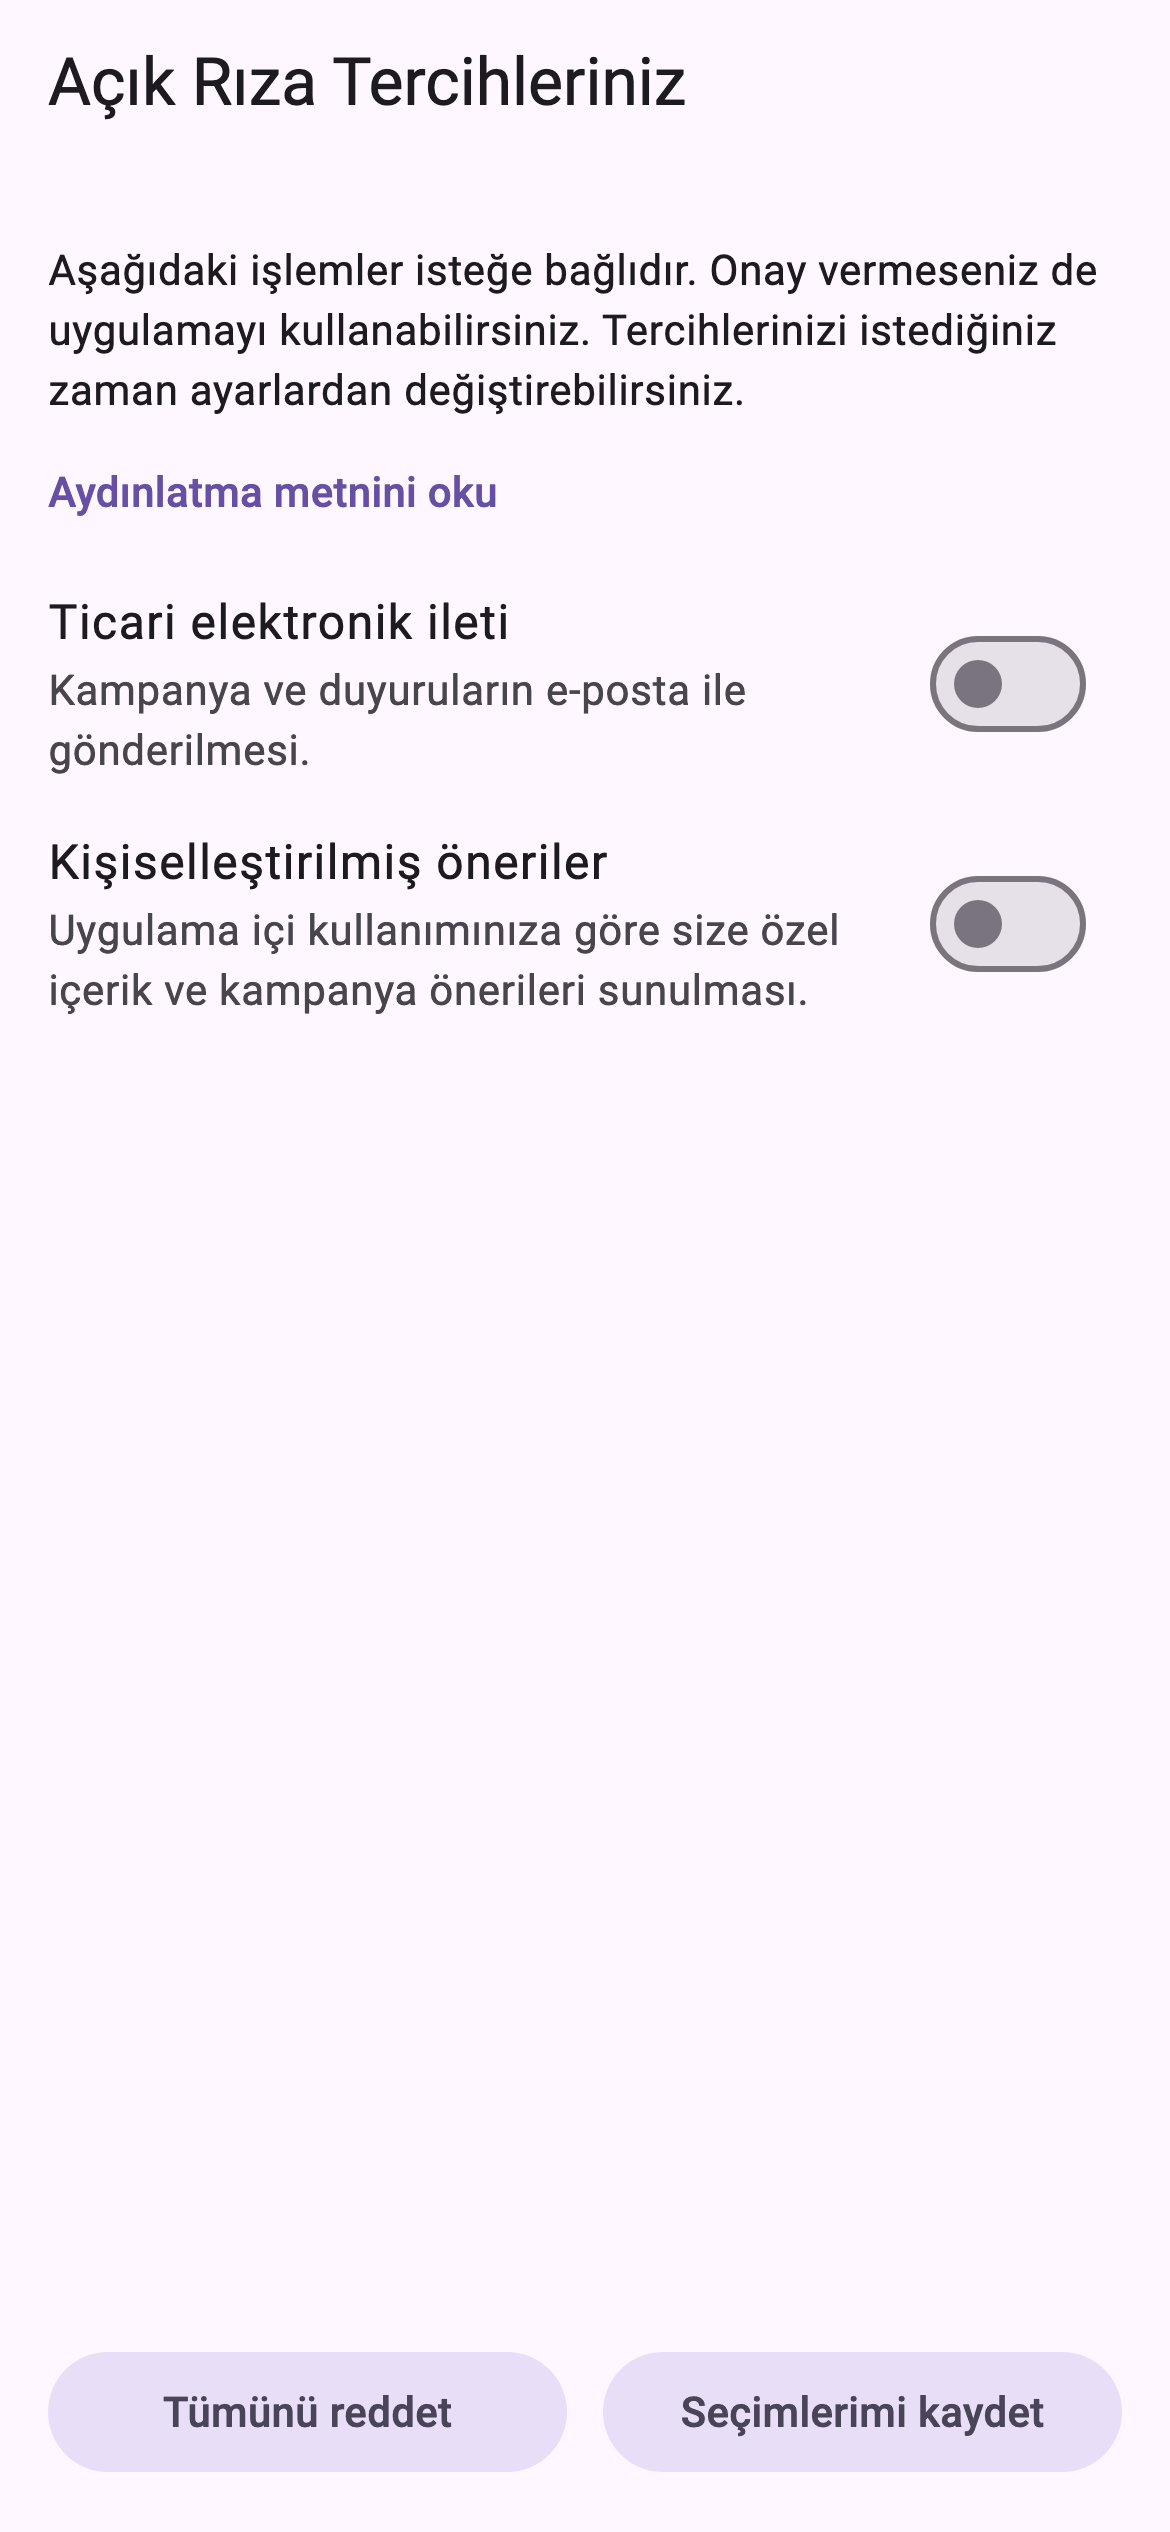 Açık Rıza Tercihleriniz
Aşağıdaki işlemler isteğe bağlıdır. Onay vermeseniz de
uygulamayı kullanabilirsiniz. Tercihlerinizi istediğiniz
zaman ayarlardan değiştirebilirsiniz.
Aydınlatma metnini oku
Ticari elektronik ileti
Kampanya ve duyuruların e-posta ile
gönderilmesi.
Kişiselleştirilmiş öneriler
Uygulama içi kullanımınıza göre size özel
içerik ve kampanya önerileri sunulması.
Tümünü reddet
Seçimlerimi kaydet